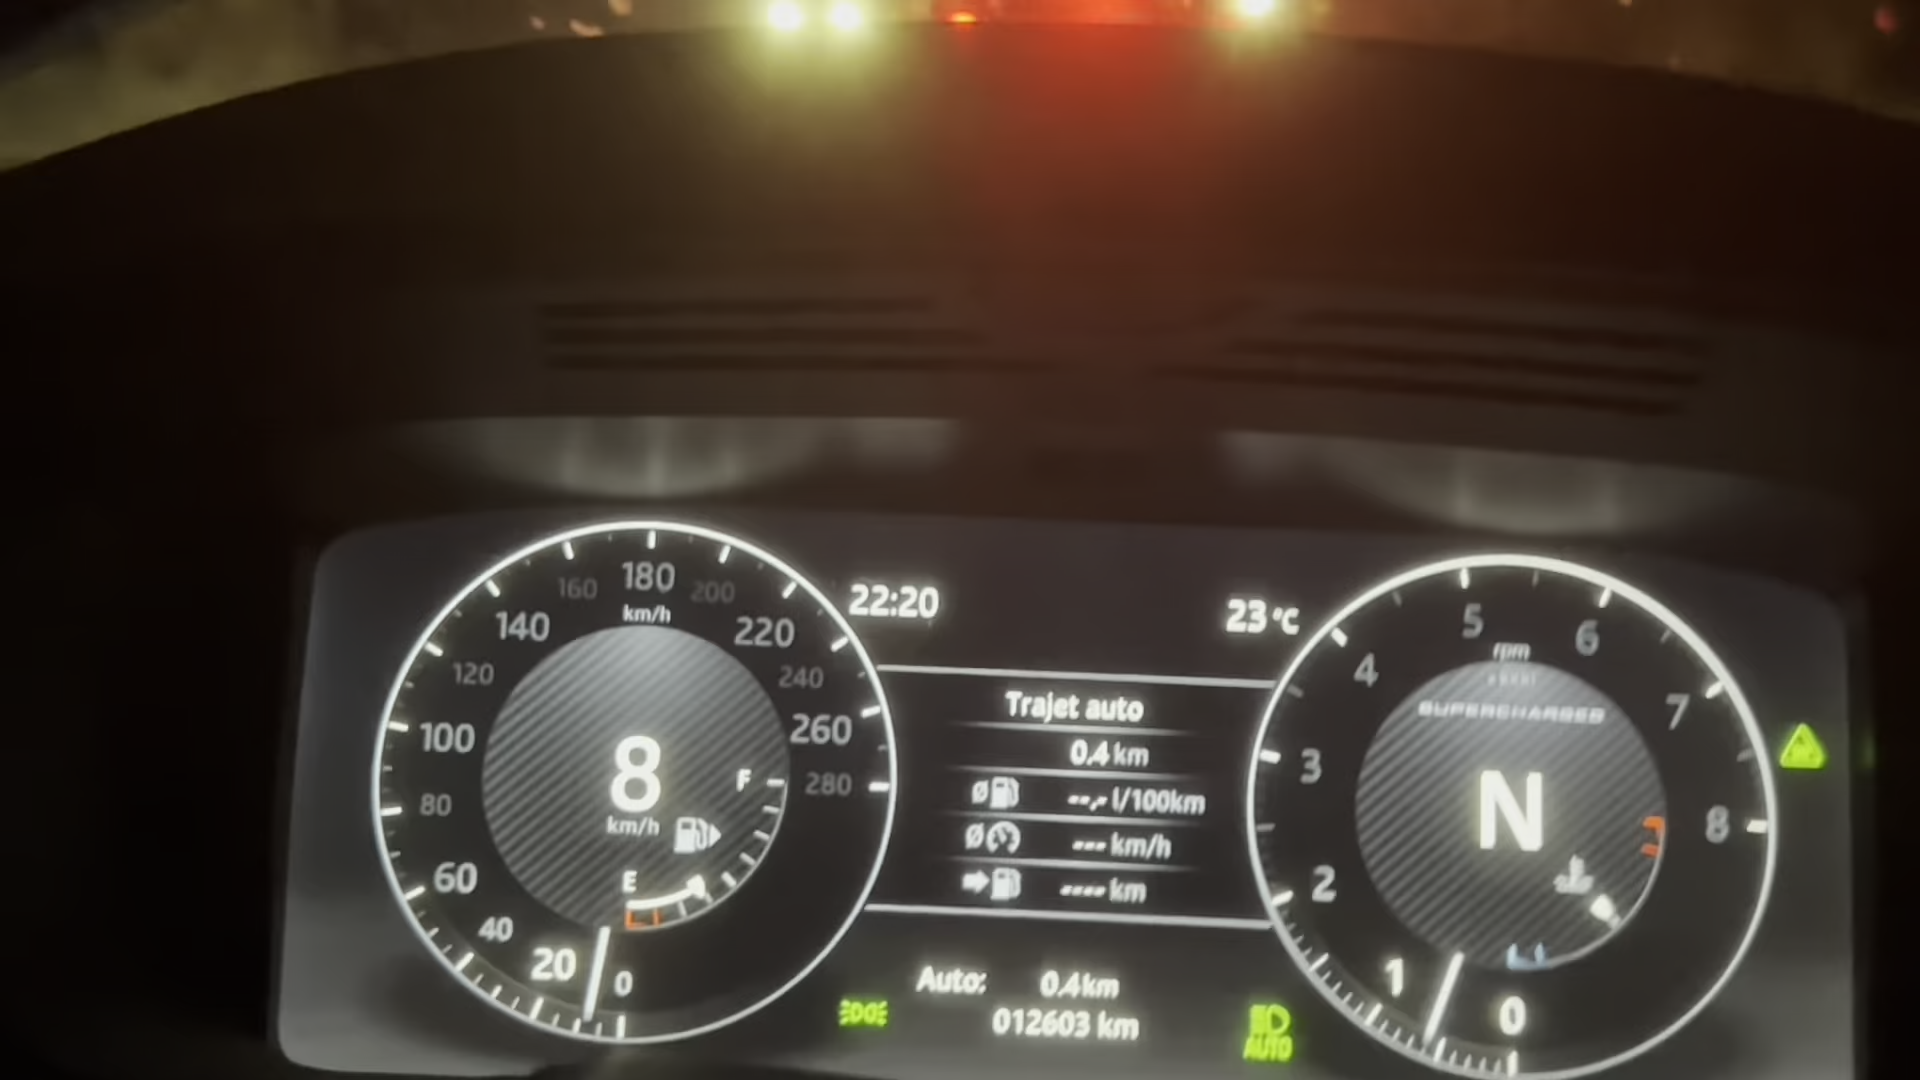 180
160
200
km/h
140
220
120
240
100
260
80
280
60
40
20
0
8
km/h
F
E
22:20
23 °C
Trajet auto
0.4 km
Ø --.- l/100km
Ø --- km/h
---- km
Auto: 0.4 km
012603 km
AUTO
5
6
rpm
4
7
SUPERCHARGED
3
8
N
2
1
0